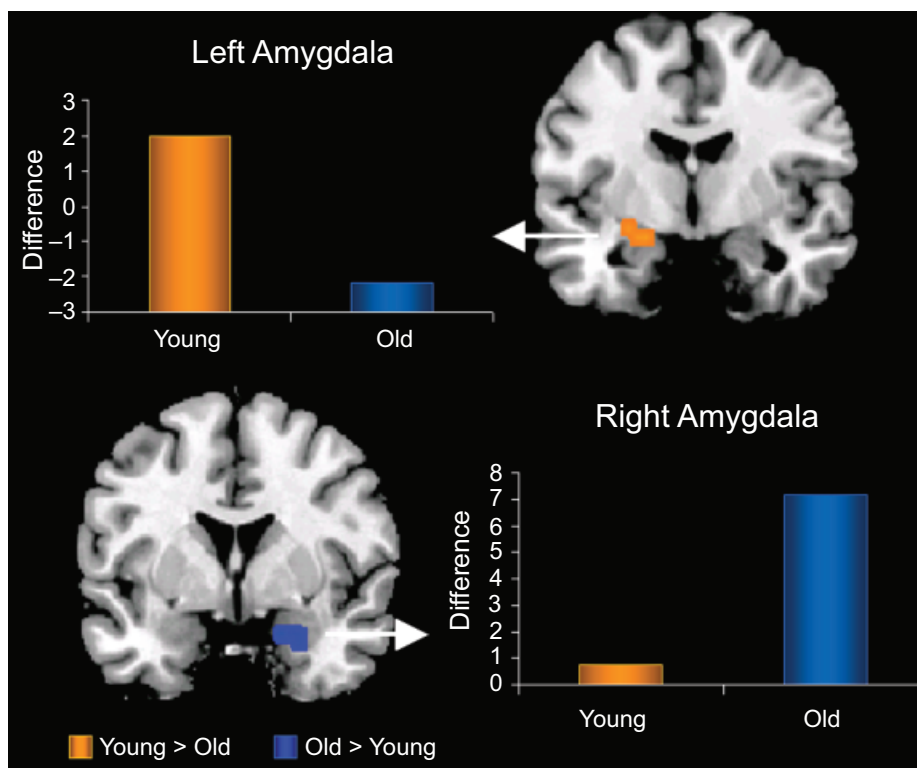 Left Amygdala
Difference
3
2
1
0
–1
–2
–3
Young Old
Right Amygdala
Difference
8
7
6
5
4
3
2
1
0
Young Old
Young > Old Old > Young